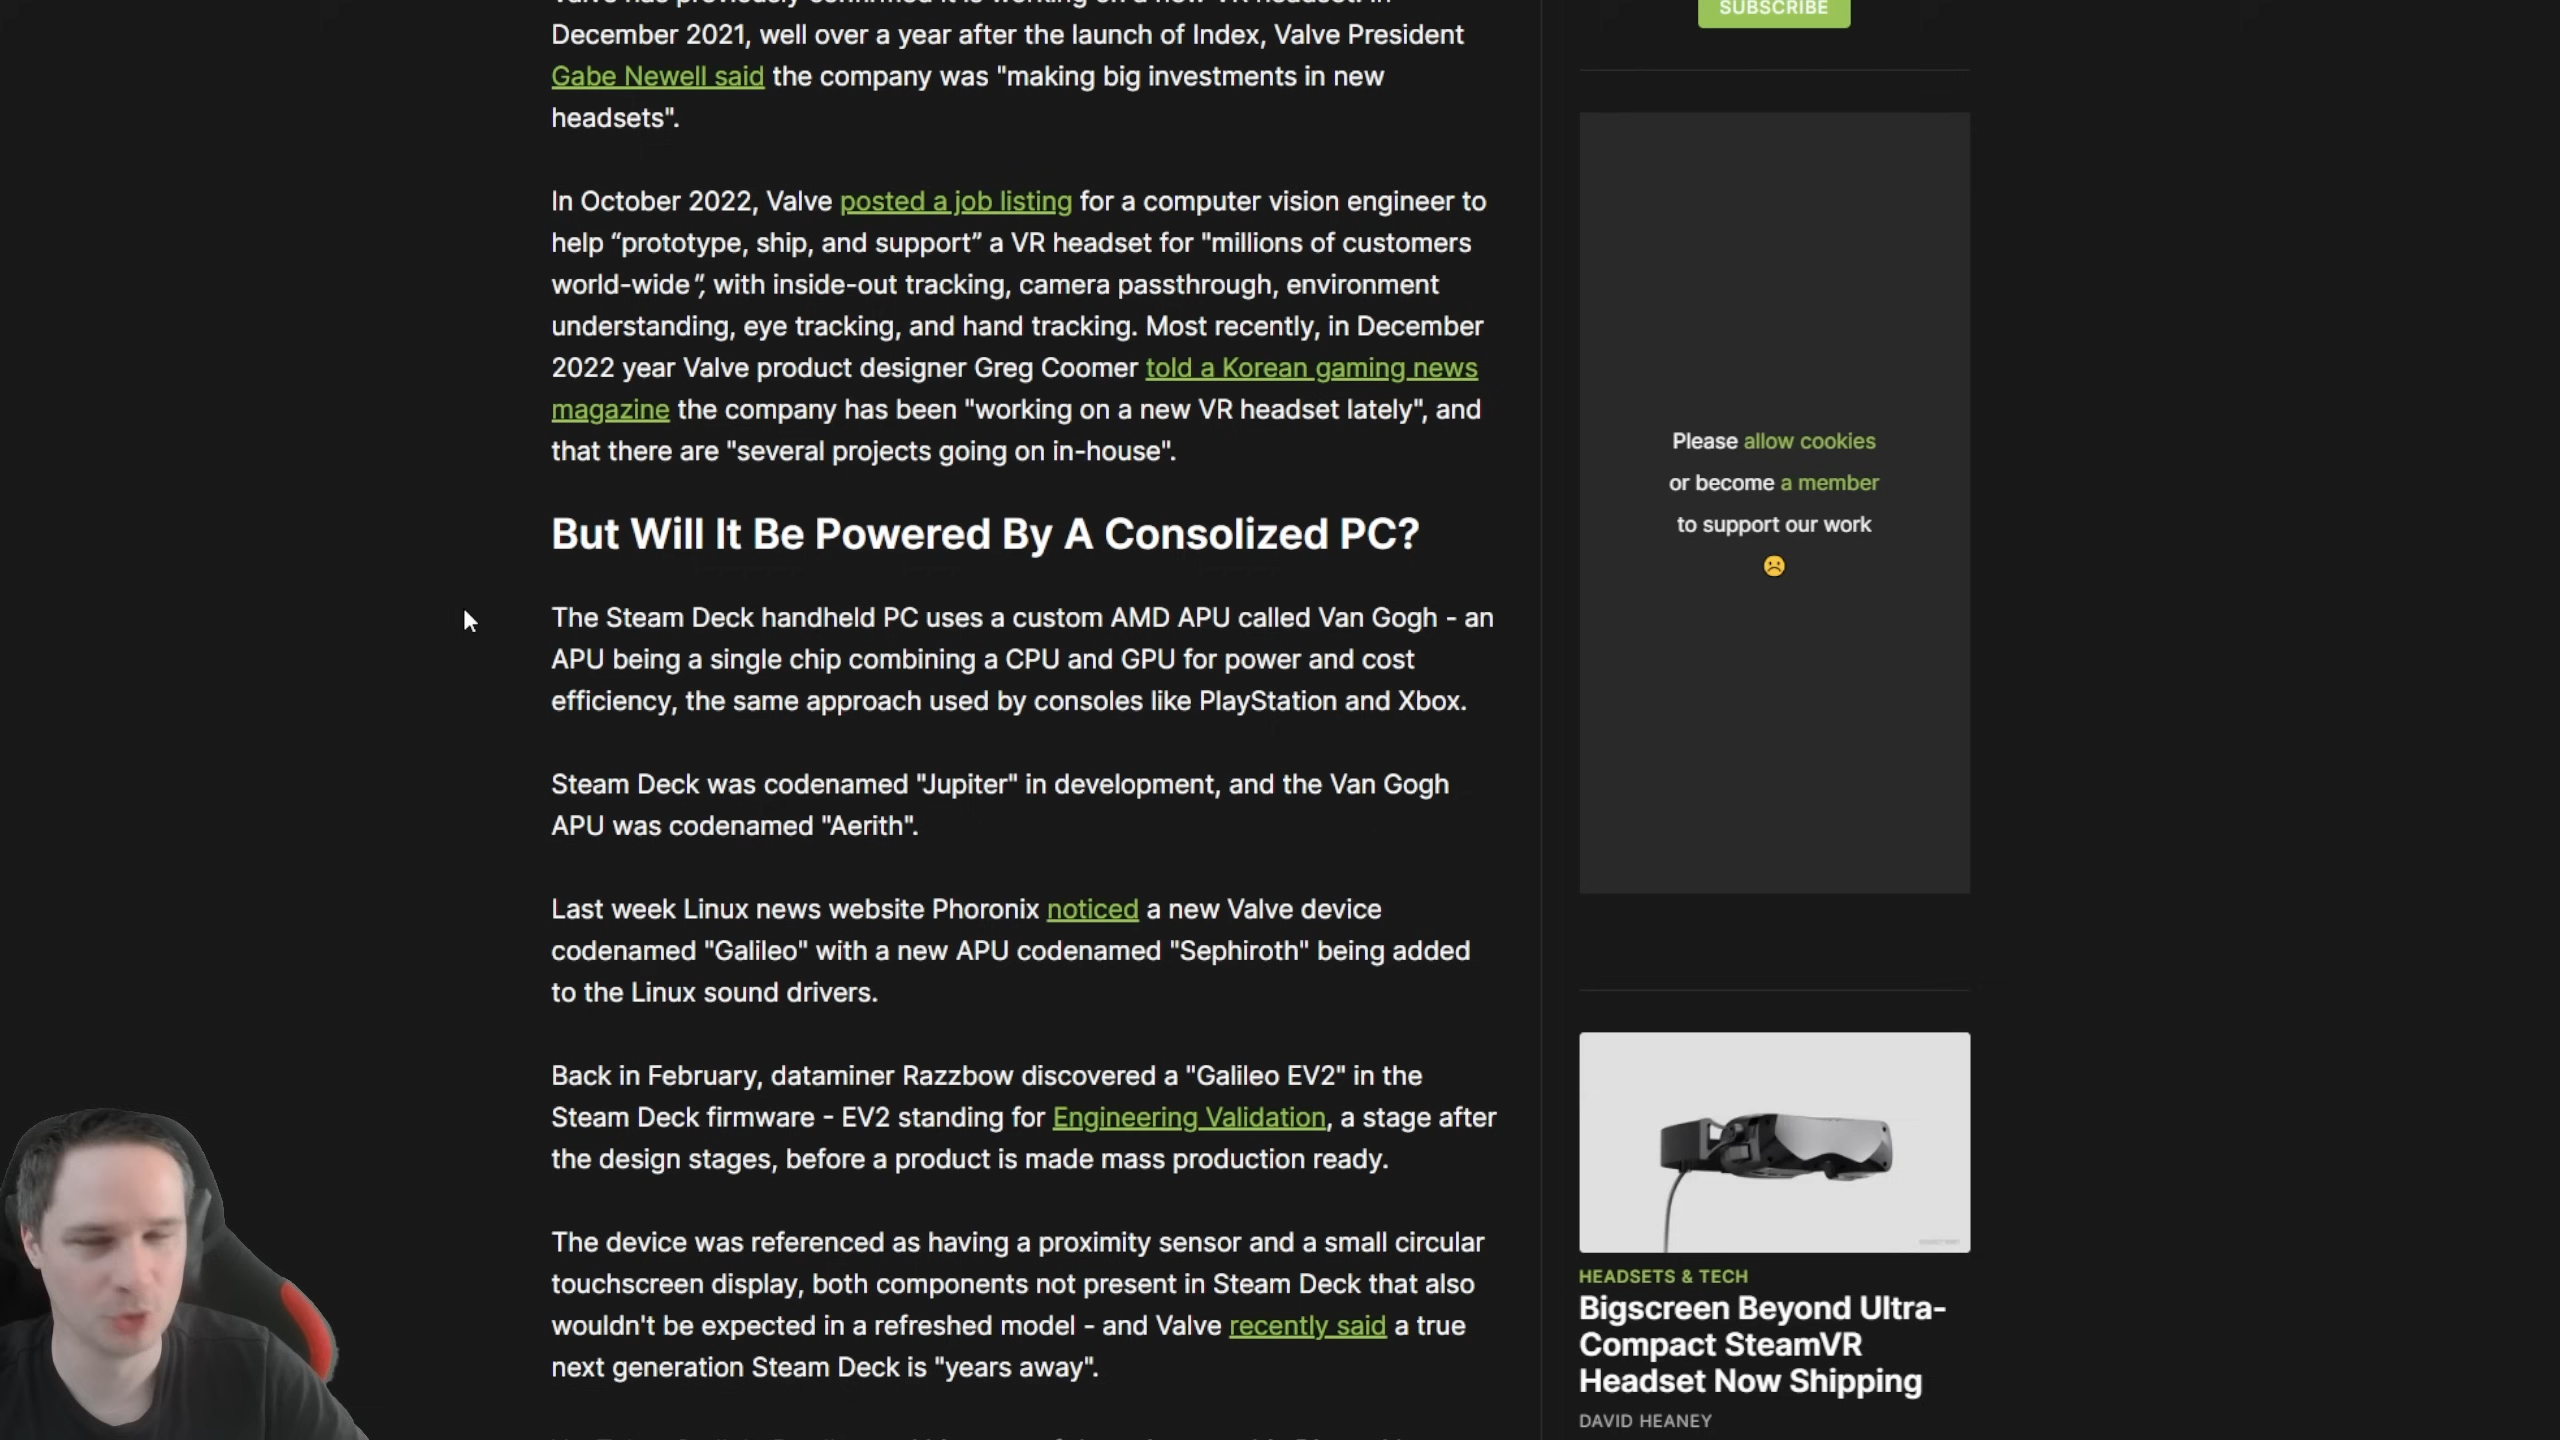 December 2021, well over a year after the launch of Index, Valve President
Gabe Newell said the company was "making big investments in new
headsets".
In October 2022, Valve posted a job listing for a computer vision engineer to
help “prototype, ship, and support” a VR headset for "millions of customers
world-wide”, with inside-out tracking, camera passthrough, environment
understanding, eye tracking, and hand tracking. Most recently, in December
2022 year Valve product designer Greg Coomer told a Korean gaming news
magazine the company has been "working on a new VR headset lately", and
that there are "several projects going on in-house".
But Will It Be Powered By A Consolized PC?
The Steam Deck handheld PC uses a custom AMD APU called Van Gogh - an
APU being a single chip combining a CPU and GPU for power and cost
efficiency, the same approach used by consoles like PlayStation and Xbox.
Steam Deck was codenamed "Jupiter" in development, and the Van Gogh
APU was codenamed "Aerith".
Last week Linux news website Phoronix noticed a new Valve device
codenamed "Galileo" with a new APU codenamed "Sephiroth" being added
to the Linux sound drivers.
Back in February, dataminer Razzbow discovered a "Galileo EV2" in the
Steam Deck firmware - EV2 standing for Engineering Validation, a stage after
the design stages, before a product is made mass production ready.
The device was referenced as having a proximity sensor and a small circular
touchscreen display, both components not present in Steam Deck that also
wouldn't be expected in a refreshed model - and Valve recently said a true
next generation Steam Deck is "years away".
SUBSCRIBE
Please allow cookies
or become a member
to support our work
HEADSETS & TECH
Bigscreen Beyond Ultra-
Compact SteamVR
Headset Now Shipping
DAVID HEANEY